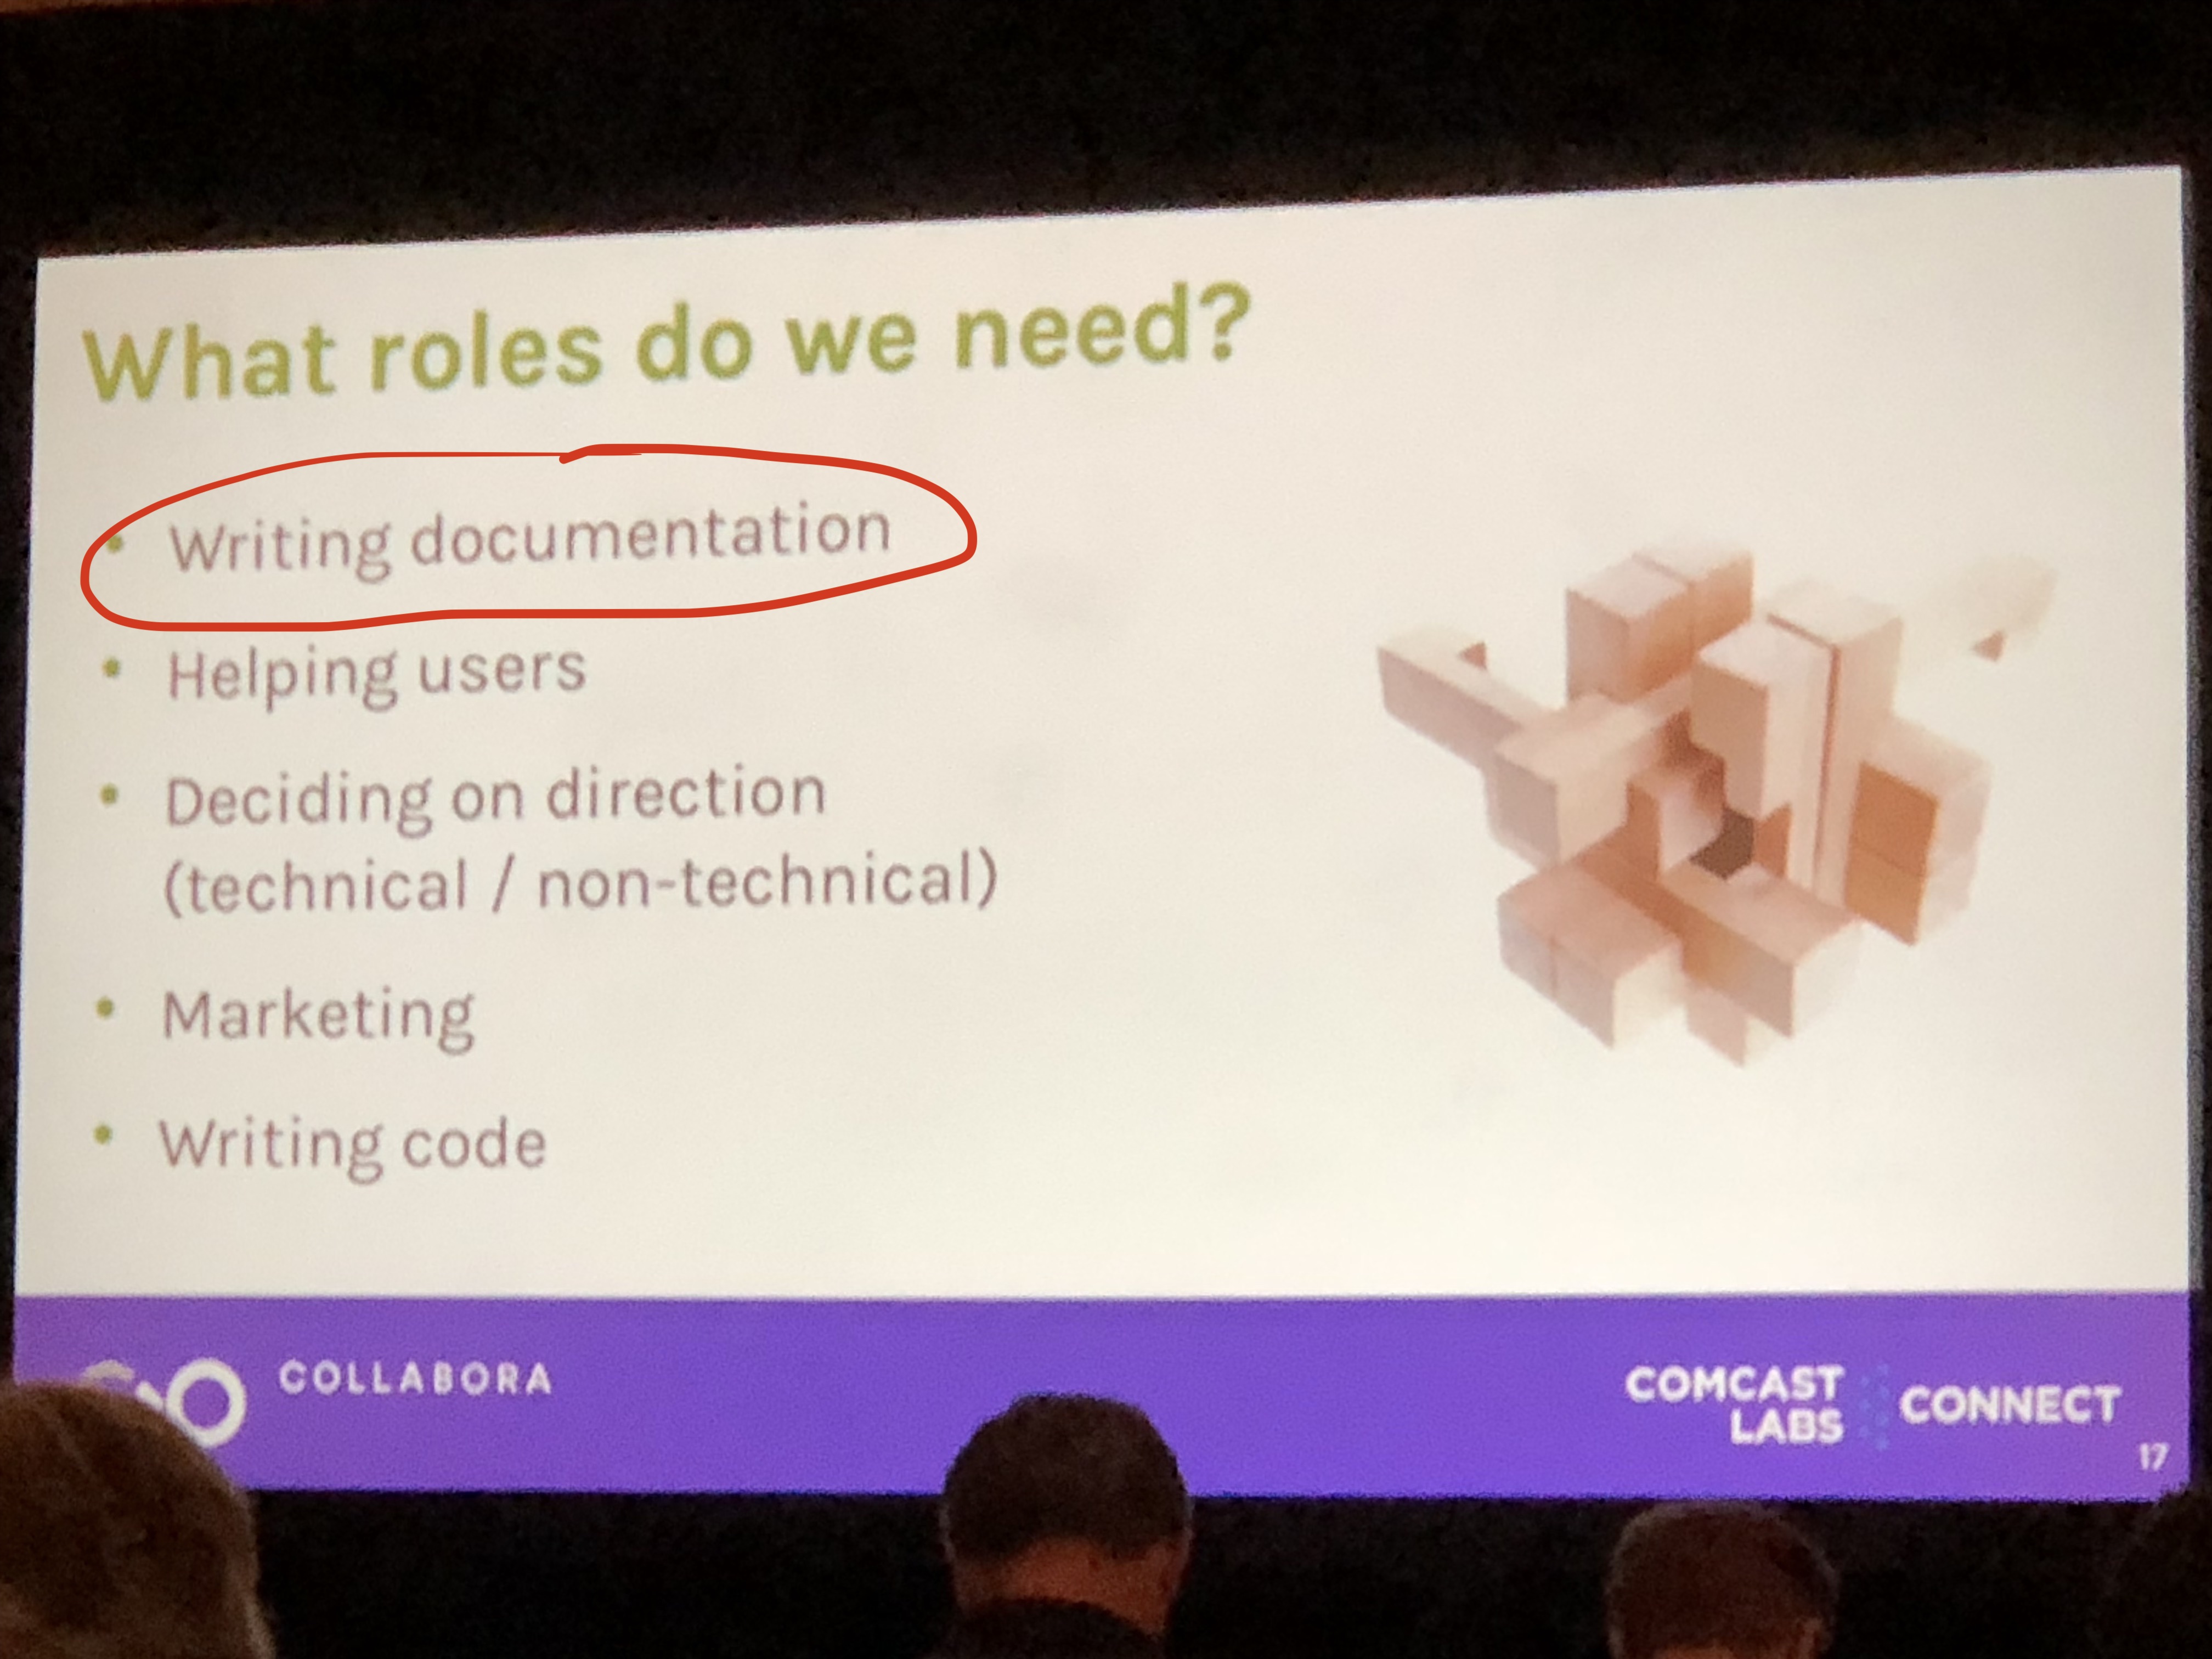 What roles do we need?
• Writing documentation
• Helping users
• Deciding on direction
(technical / non-technical)
• Marketing
• Writing code
COLLABORA
COMCAST
LABS
CONNECT
17